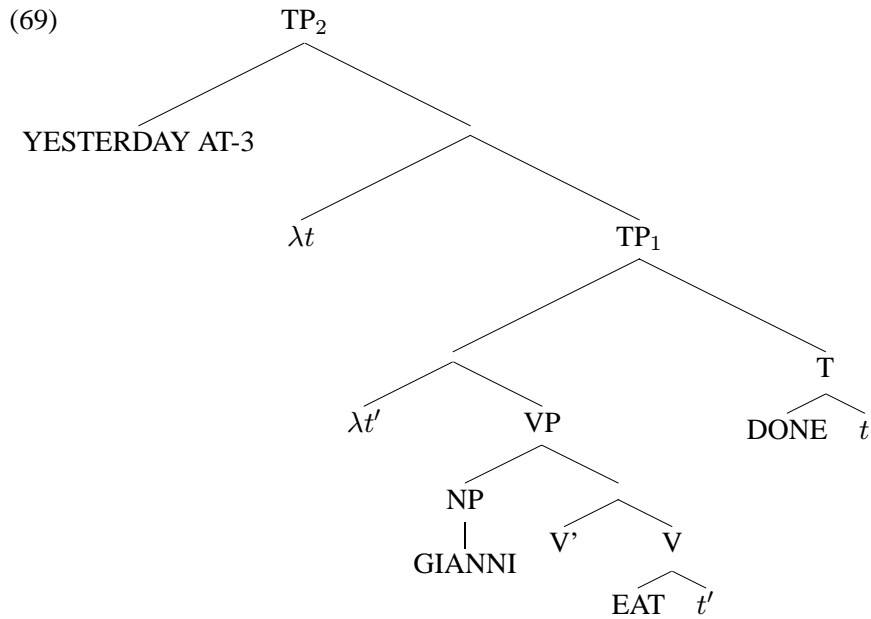 (69) TP₂
YESTERDAY AT-3
λt TP₁
T
λt′ VP DONE t
NP
V’ V
GIANNI
EAT t′